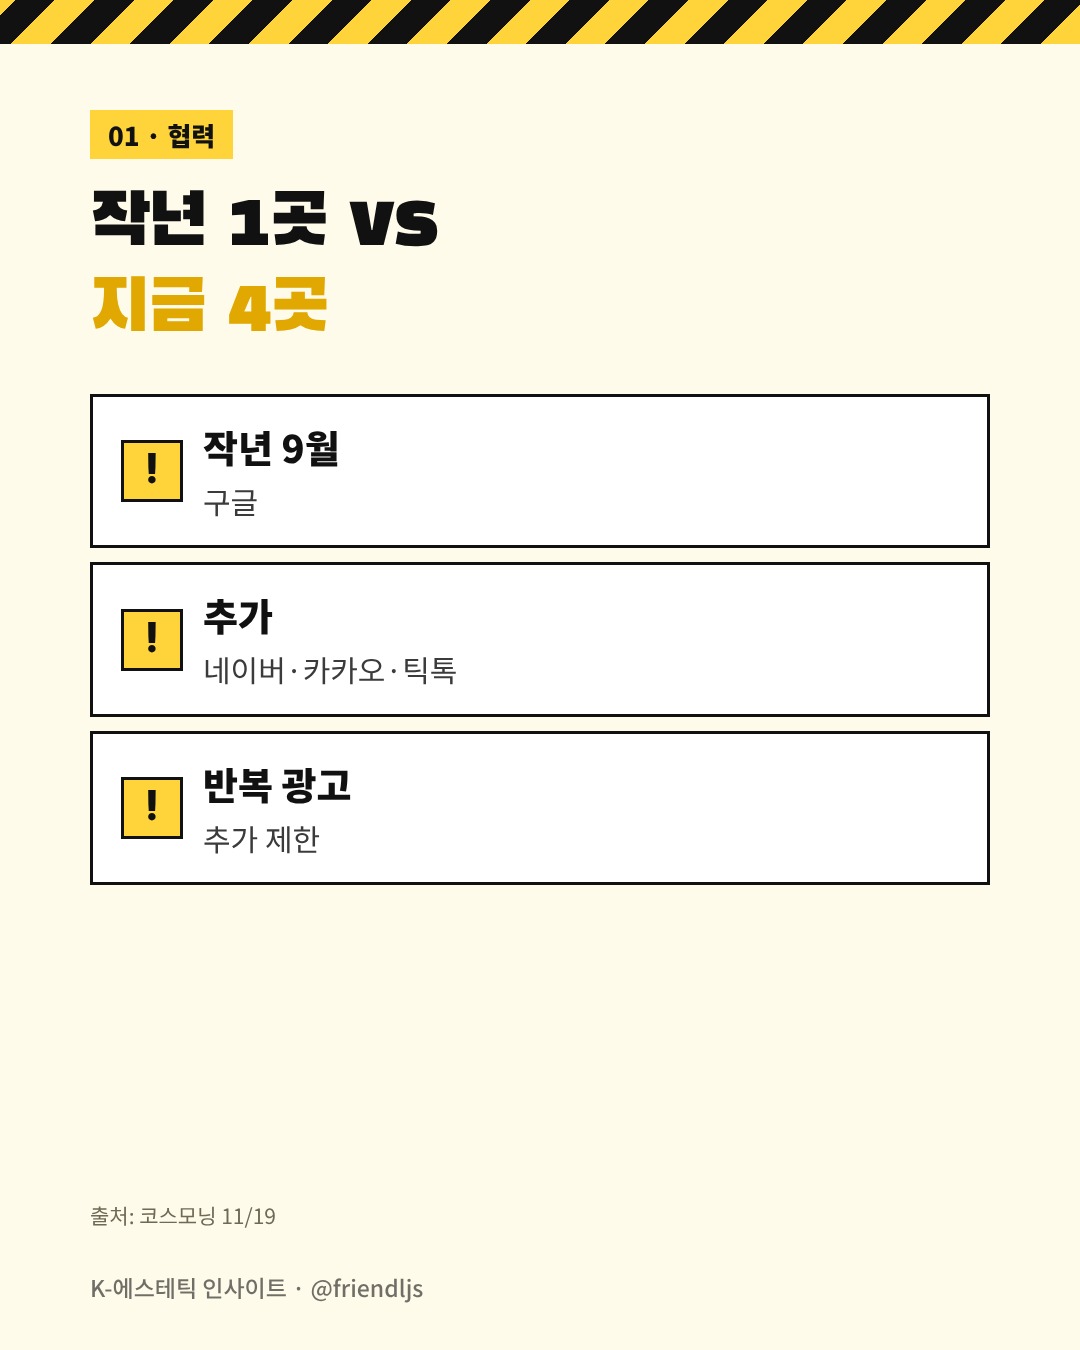 01 · 협력
작년 1곳 vs
지금 4곳
!
작년 9월
구글
!
추가
네이버·카카오·틱톡
!
반복 광고
추가 제한
출처: 코스모닝 11/19
K-에스테틱 인사이트 · @friendljs